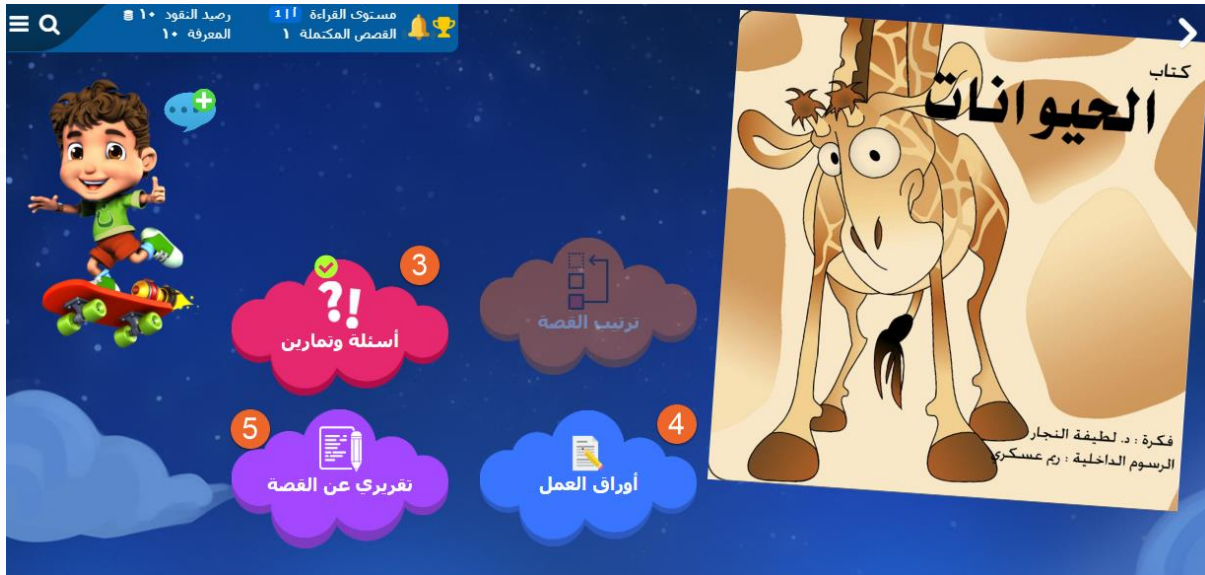 مستوى القراءة أ|1
رصيد النقود ١٠
القصص المكتملة ١
المعرفة ١٠
كتاب
الحيوانات
فكرة : د. لطيفة النجار
الرسوم الداخلية : ريم عسكري
ترتيب القصة
3
?!
أسئلة وتمارين
4
أوراق العمل
5
تقريري عن القصة